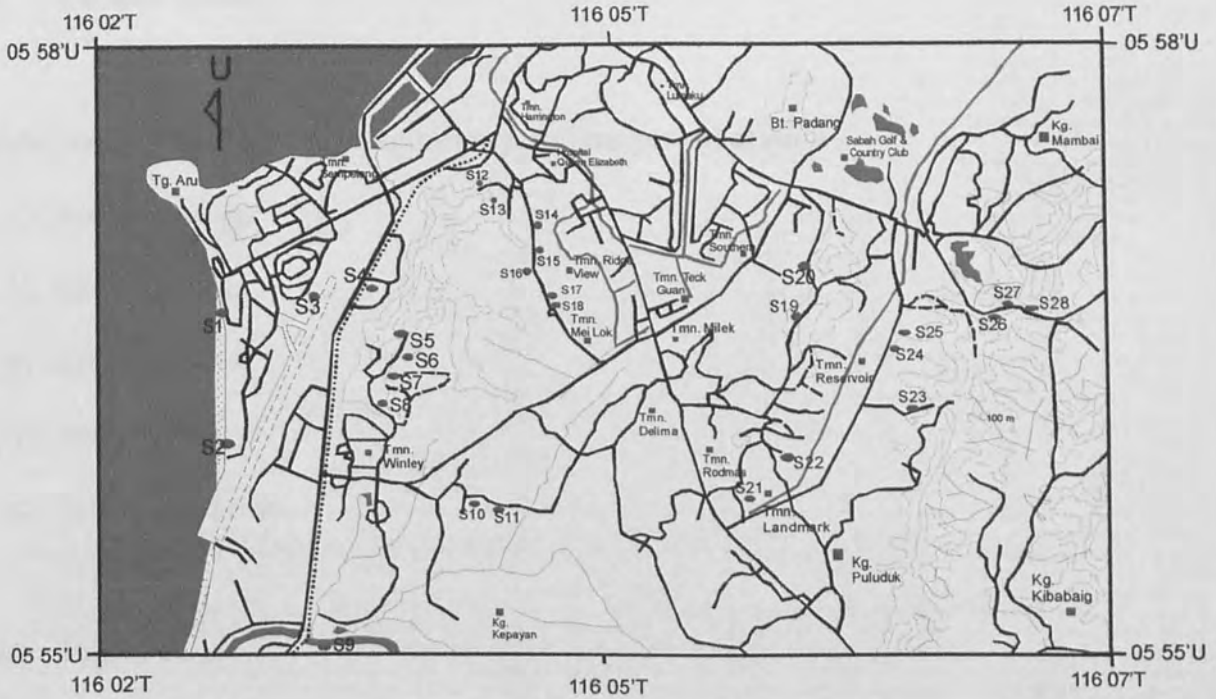 116 02'T
116 05'T
116 07'T
05 58'U
05 58'U
U
Tmn.
Harrington
Tmn.
Bt. Padang
Kg.
Mambai
Sabah Golf &
Country Club
Queen Elizabeth
Tmn.
Sembulang
Tg. Aru
S12
S13
S14
S15
S16
Tmn. Ridge
View
S17
S18
Tmn.
Mei Lok
Tmn.
Southern
Tmn. Teck
Guan
Tmn. Milek
S20
S19
S4
S3
S1
S5
S6
S7
S8
S2
S27
S28
S26
S25
S24
S23
Tmn.
Reservoir
100 m
Tmn.
Delima
Tmn.
Winley
Tmn.
Rodmas
S22
S21
S10
S11
Tmn.
Landmark
Kg.
Puluduk
Kg.
Kibabaig
Kg.
Kepayan
S9
05 55'U
05 55'U
116 02'T
116 05'T
116 07'T